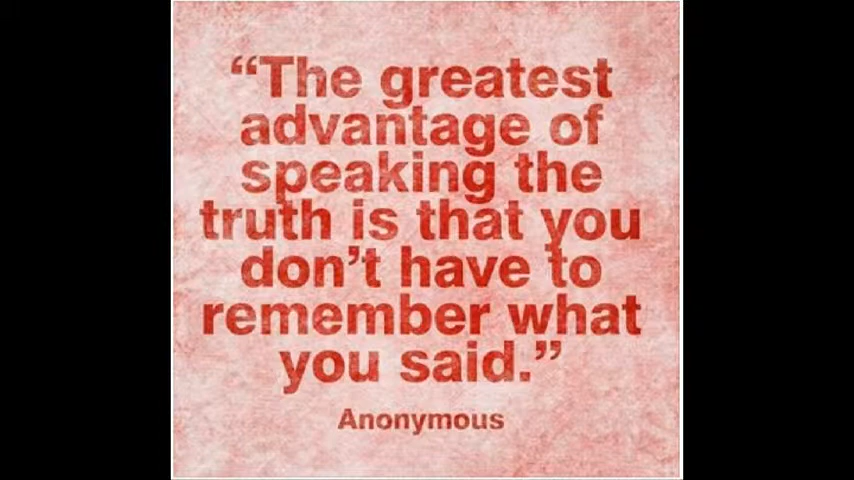 “The greatest
advantage of
speaking the
truth is that you
don’t have to
remember what
you said.”
Anonymous